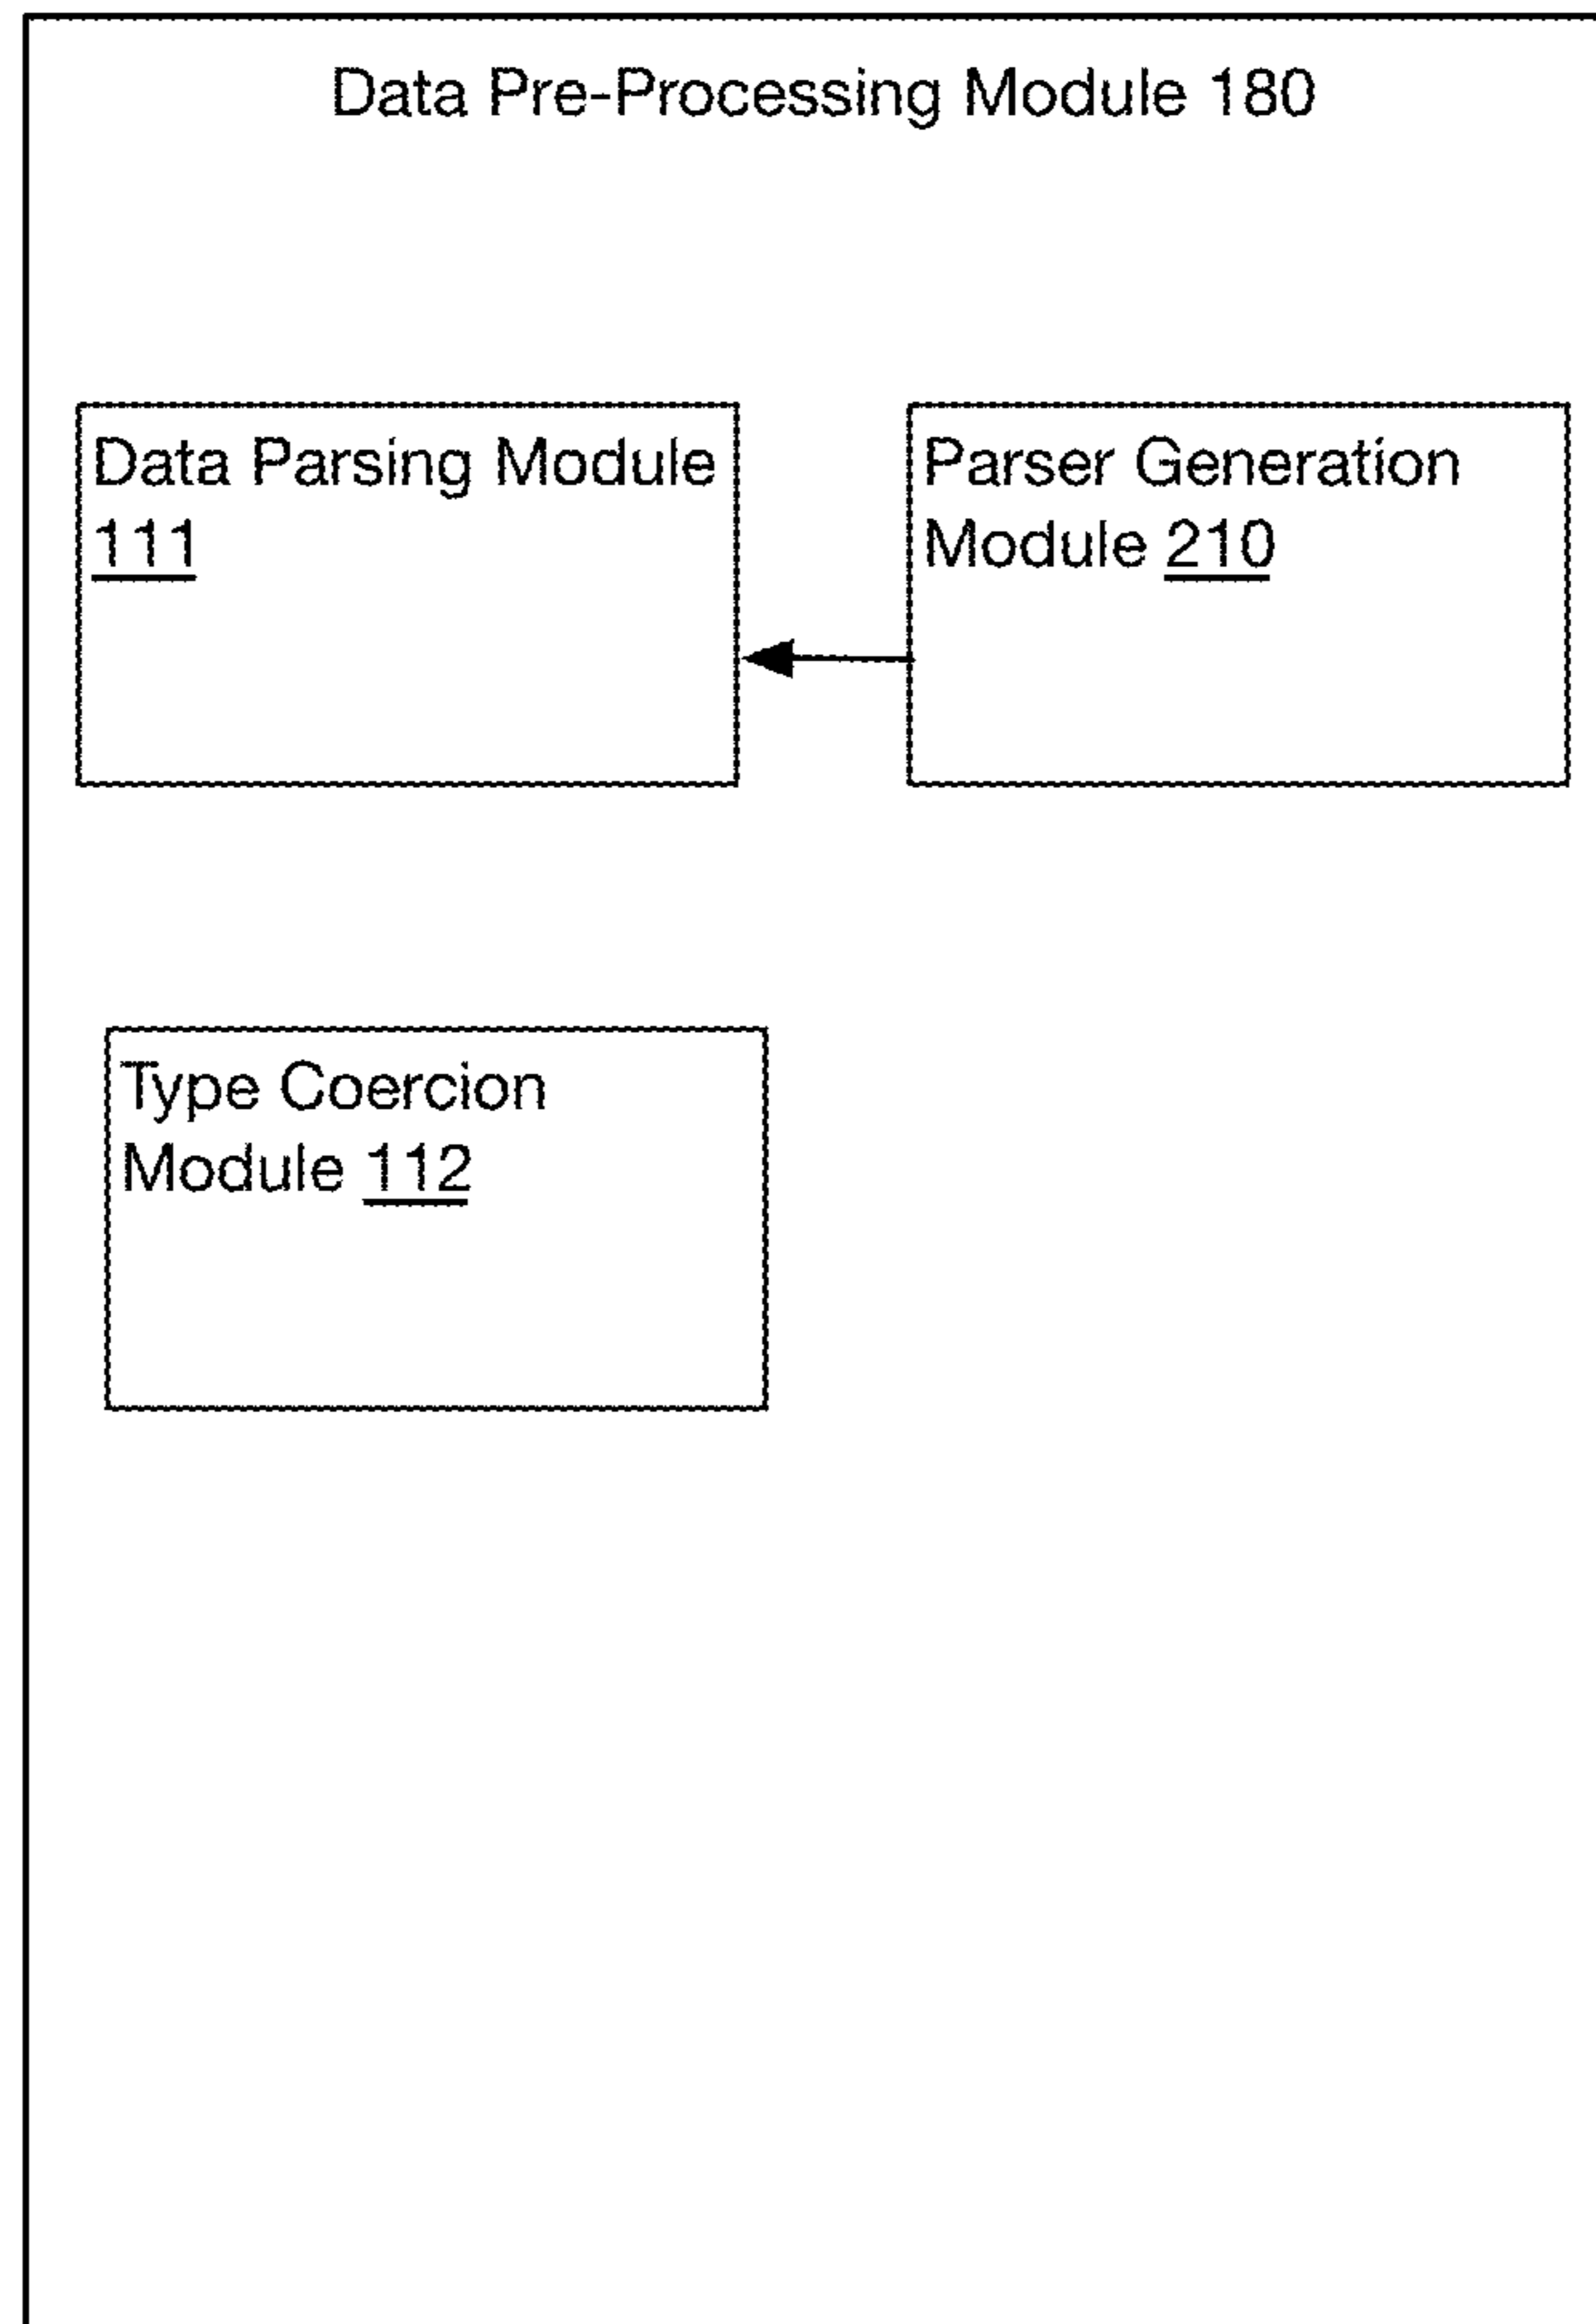 Data Pre-Processing Module 180
Data Parsing Module
111
Parser Generation
Module 210
Type Coercion
Module 112